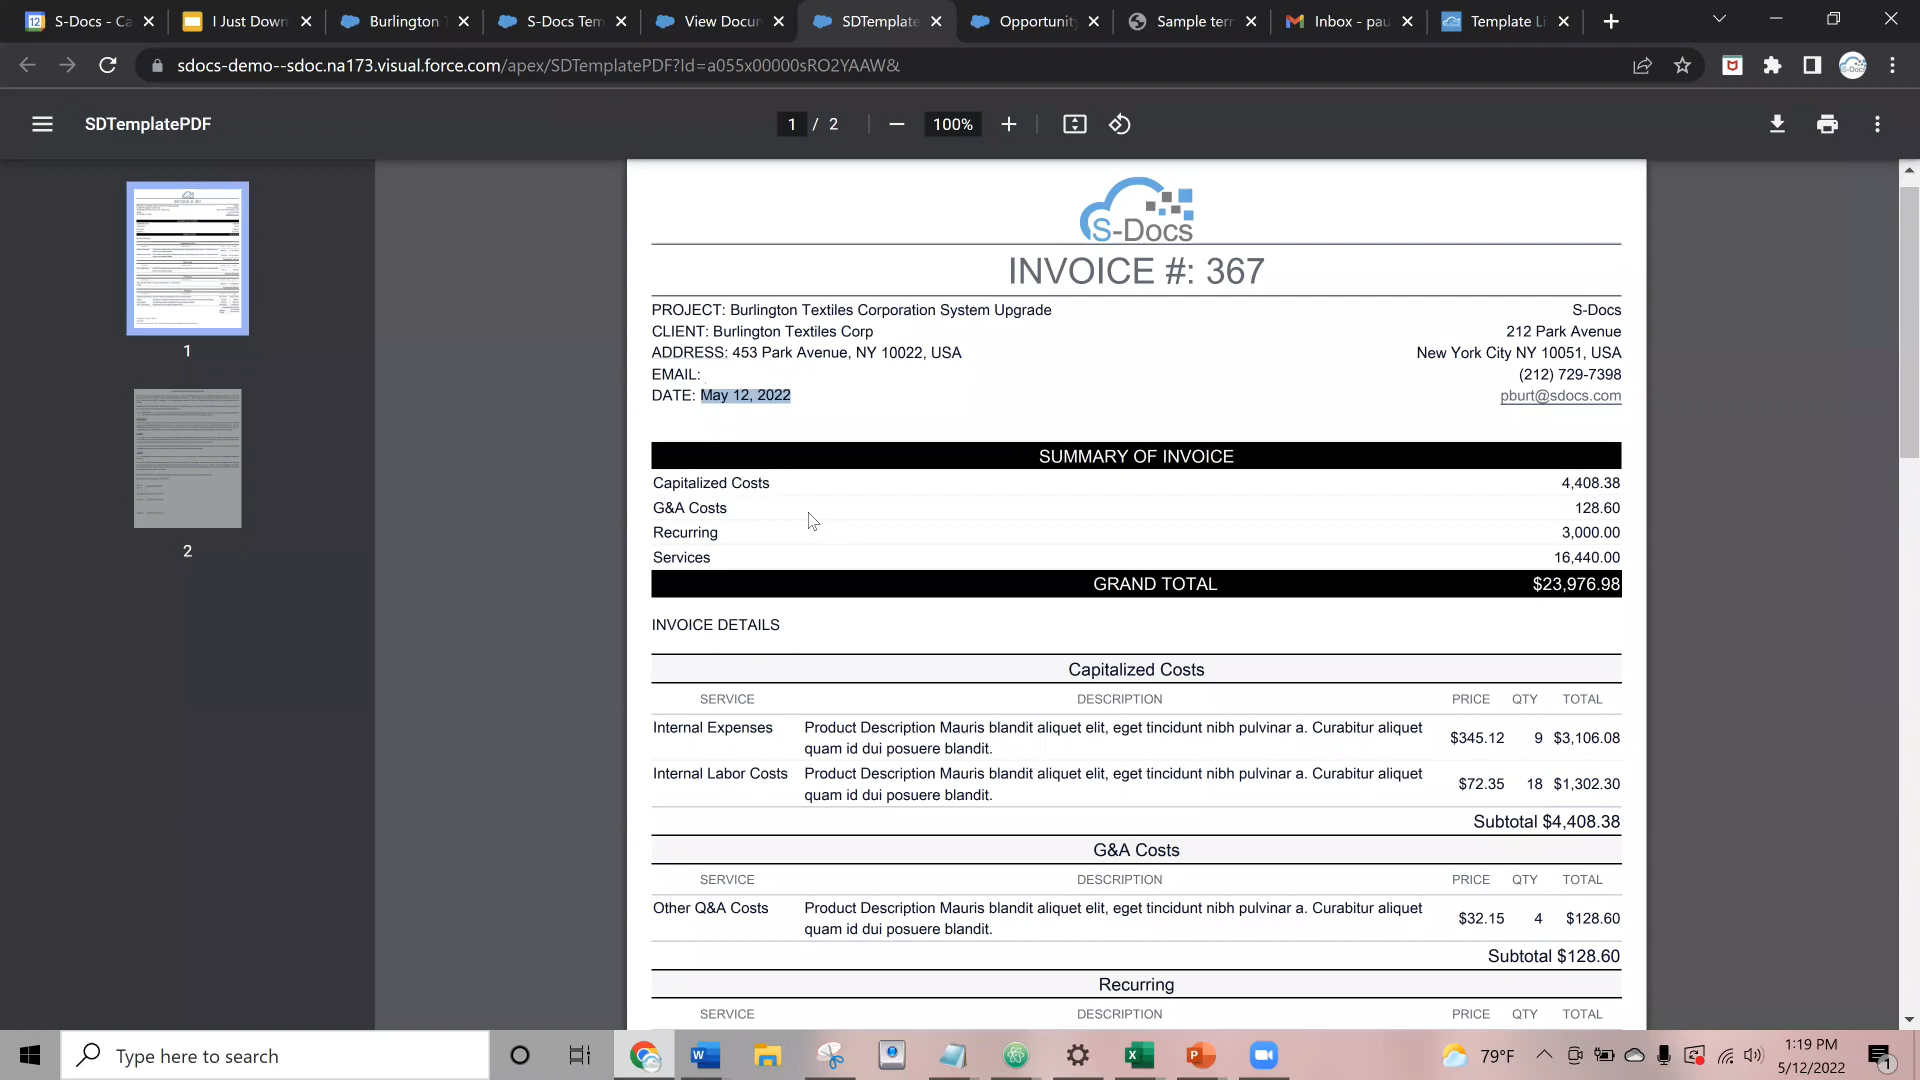 S-Docs - Ca
I Just Down
Burlington T
S-Docs Tem
View Docun
SDTemplate
Opportunity
Sample terr
Inbox - pau
Template Li
sdocs-demo--sdoc.na173.visual.force.com/apex/SDTemplatePDF?Id=a055x00000sRO2YAAW&
SDTemplatePDF
1 / 2
100%
S-Docs
INVOICE #: 367
PROJECT: Burlington Textiles Corporation System Upgrade
S-Docs
CLIENT: Burlington Textiles Corp
212 Park Avenue
ADDRESS: 453 Park Avenue, NY 10022, USA
New York City NY 10051, USA
EMAIL:
(212) 729-7398
DATE: May 12, 2022
pburt@sdocs.com
SUMMARY OF INVOICE
Capitalized Costs 4,408.38
G&A Costs 128.60
Recurring 3,000.00
Services 16,440.00
GRAND TOTAL $23,976.98
INVOICE DETAILS
Capitalized Costs
SERVICE DESCRIPTION PRICE QTY TOTAL
Internal Expenses Product Description Mauris blandit aliquet elit, eget tincidunt nibh pulvinar a. Curabitur aliquet $345.12 9 $3,106.08
quam id dui posuere blandit.
Internal Labor Costs Product Description Mauris blandit aliquet elit, eget tincidunt nibh pulvinar a. Curabitur aliquet $72.35 18 $1,302.30
quam id dui posuere blandit.
Subtotal $4,408.38
G&A Costs
SERVICE DESCRIPTION PRICE QTY TOTAL
Other Q&A Costs Product Description Mauris blandit aliquet elit, eget tincidunt nibh pulvinar a. Curabitur aliquet $32.15 4 $128.60
quam id dui posuere blandit.
Subtotal $128.60
Recurring
SERVICE DESCRIPTION PRICE QTY TOTAL
1
2
Type here to search
79°F
1:19 PM
5/12/2022
1